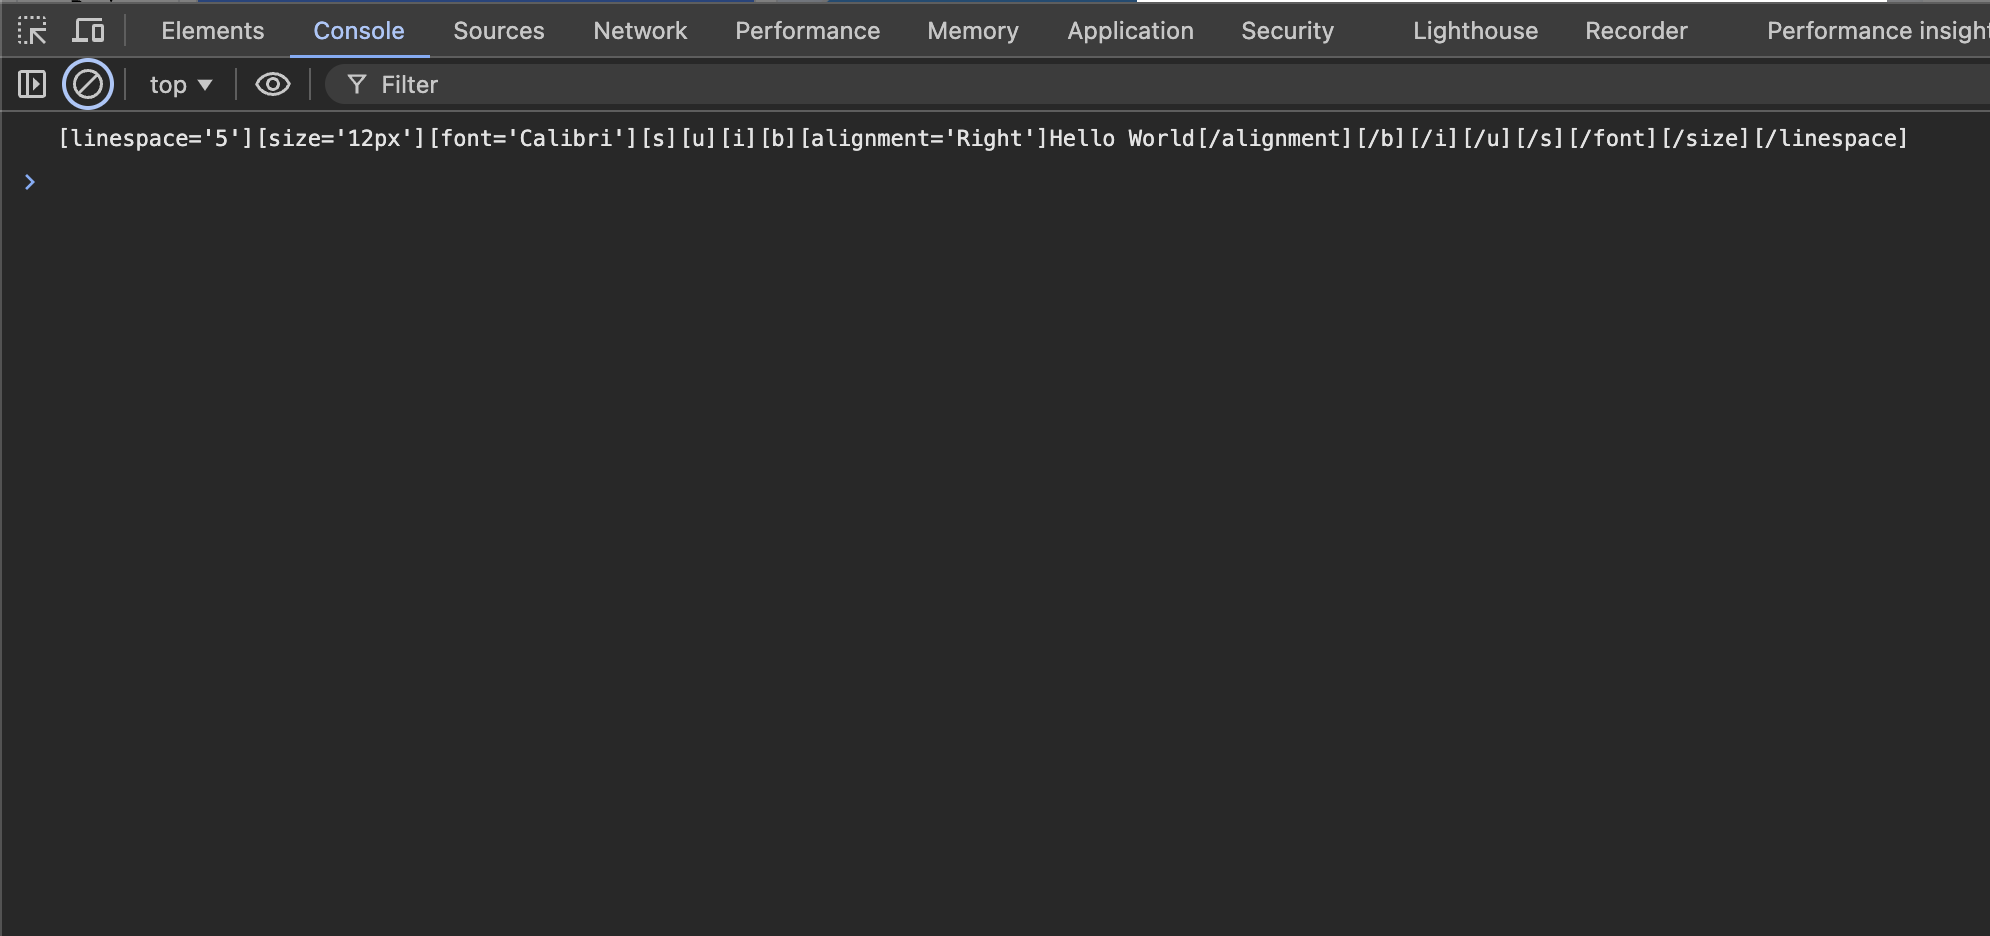 Elements Console Sources Network Performance Memory Application Security Lighthouse Recorder Performance insigh
top Filter
[linespace='5'][size='12px'][font='Calibri'][s][u][i][b][alignment='Right']Hello World[/alignment][/b][/i][/u][/s][/font][/size][/linespace]